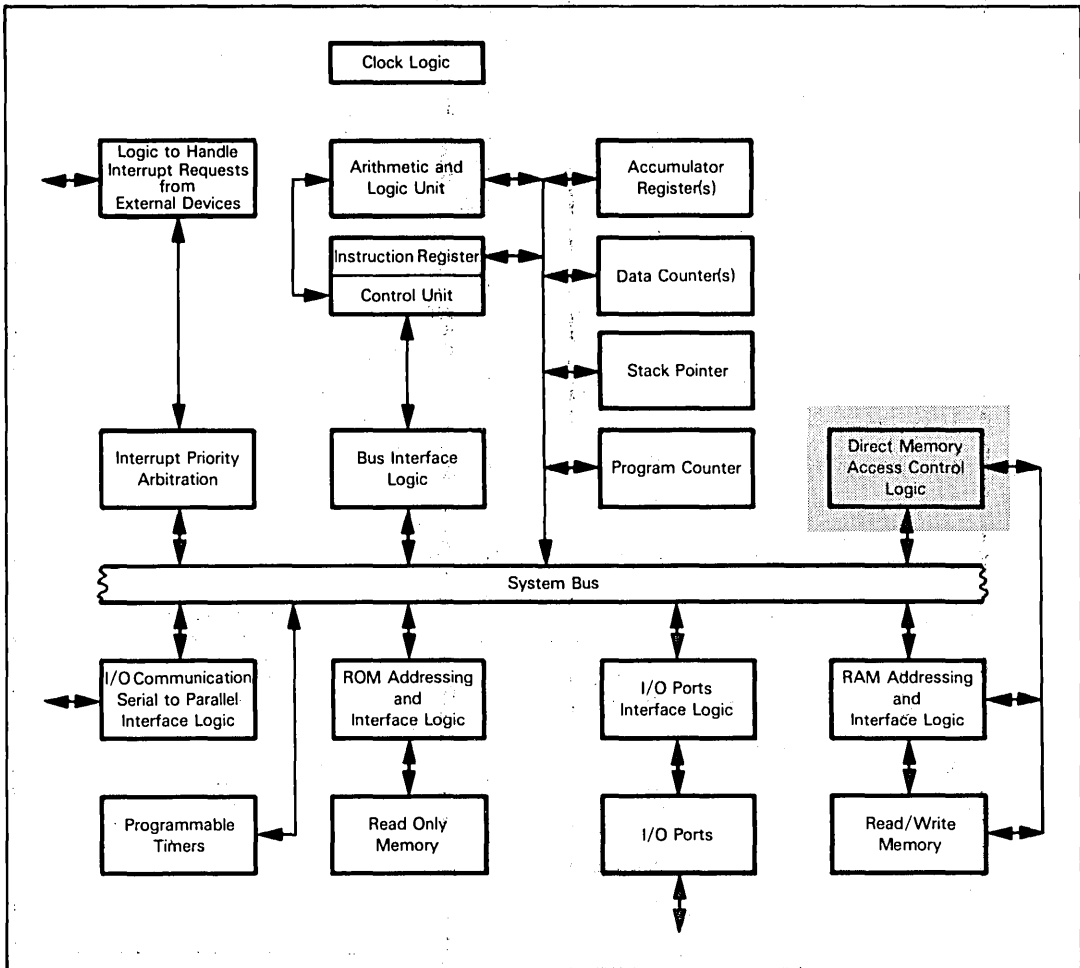 Clock Logic
Logic to Handle
Interrupt Requests
from
External Devices
Arithmetic and
Logic Unit
Accumulator
Register(s)
Instruction Register
Control Unit
Data Counter(s)
Stack Pointer
Interrupt Priority
Arbitration
Bus Interface
Logic
Program Counter
Direct Memory
Access Control
Logic
System Bus
I/O Communication
Serial to Parallel
Interface Logic
ROM Addressing
and
Interface Logic
I/O Ports
Interface Logic
RAM Addressing
and
Interface Logic
Programmable
Timers
Read Only
Memory
I/O Ports
Read/Write
Memory